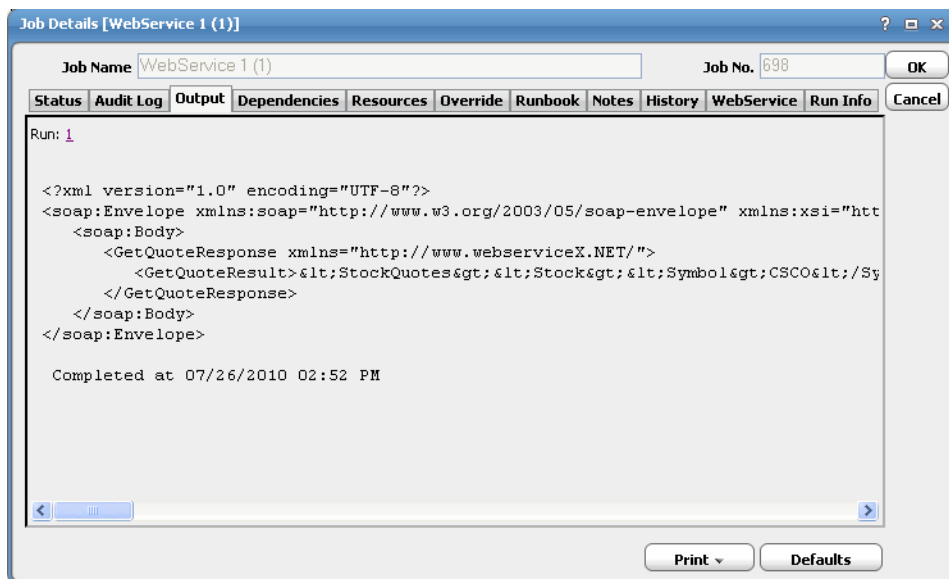 Job Details [WebService 1 (1)]
Job Name WebService 1 (1) Job No. 698 OK
Status Audit Log Output Dependencies Resources Override Runbook Notes History WebService Run Info Cancel
Run: 1
<?xml version="1.0" encoding="UTF-8"?>
<soap:Envelope xmlns:soap="http://www.w3.org/2003/05/soap-envelope" xmlns:xsi="htt
<soap:Body>
<GetQuoteResponse xmlns="http://www.webserviceX.NET/">
<GetQuoteResult>&lt;StockQuotes&gt;&lt;Stock&gt;&lt;Symbol&gt;CSCO&lt;/Sy
</GetQuoteResponse>
</soap:Body>
</soap:Envelope>
Completed at 07/26/2010 02:52 PM
Print Defaults